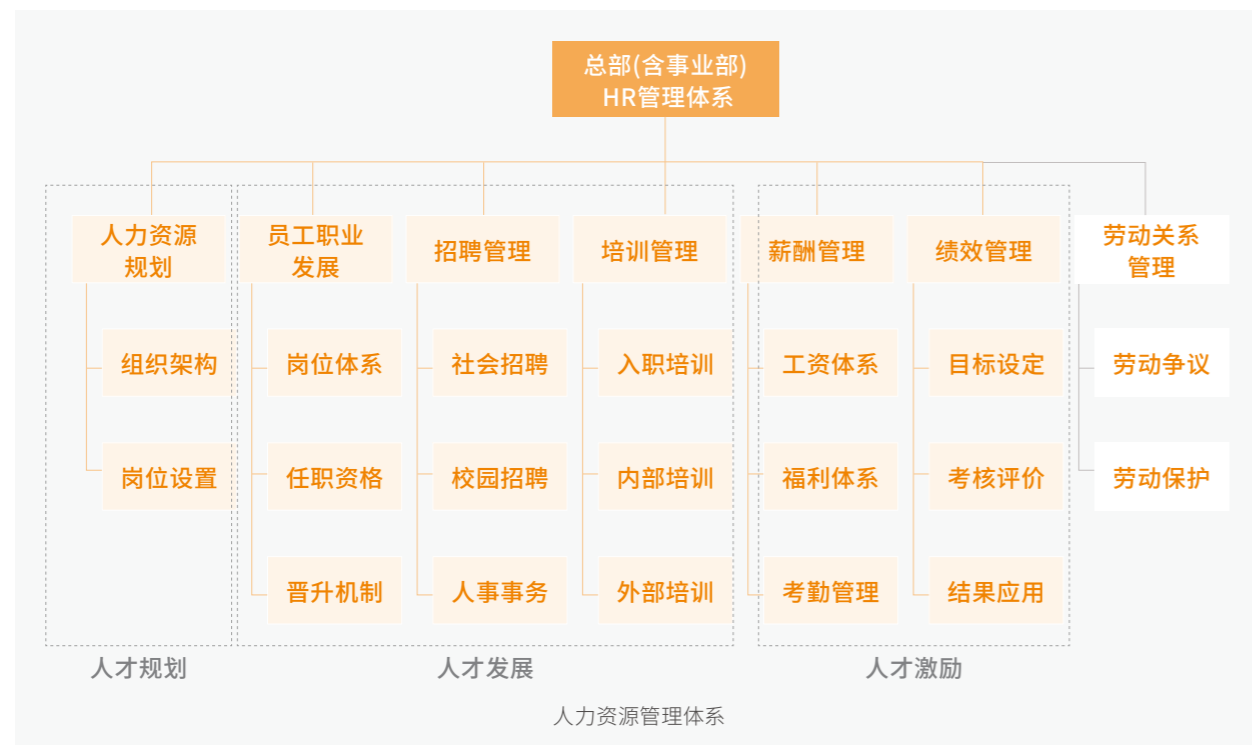 总部(含事业部)
HR管理体系
人力资源
规划
员工职业
发展
招聘管理
培训管理
薪酬管理
绩效管理
劳动关系
管理
组织架构
岗位体系
社会招聘
入职培训
工资体系
目标设定
劳动争议
岗位设置
任职资格
校园招聘
内部培训
福利体系
考核评价
劳动保护
晋升机制
人事事务
外部培训
考勤管理
结果应用
人才规划
人才发展
人才激励
人力资源管理体系